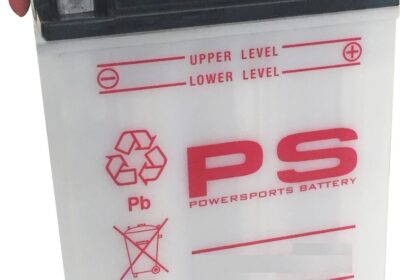 UPPER LEVEL
LOWER LEVEL
PS
POWERSPORTS BATTERY
Pb